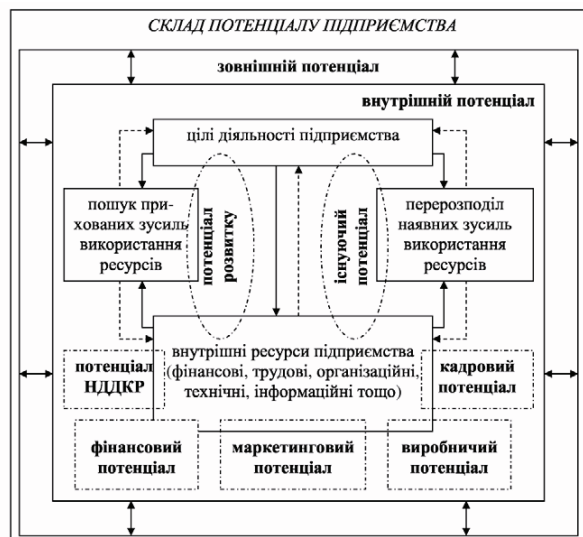 СКЛАД ПОТЕНЦІАЛУ ПІДПРИЄМСТВА
зовнішній потенціал
внутрішній потенціал
цілі діяльності підприємства
пошук при-
хованих зусиль
використання
ресурсів
потенціал
розвитку
існуючий
потенціал
перерозподіл
наявних зусиль
використання
ресурсів
внутрішні ресурси підприємства
(фінансові, трудові, організаційні,
технічні, інформаційні тощо)
потенціал
НДДКР
кадровий
потенціал
фінансовий
потенціал
маркетинговий
потенціал
виробничий
потенціал